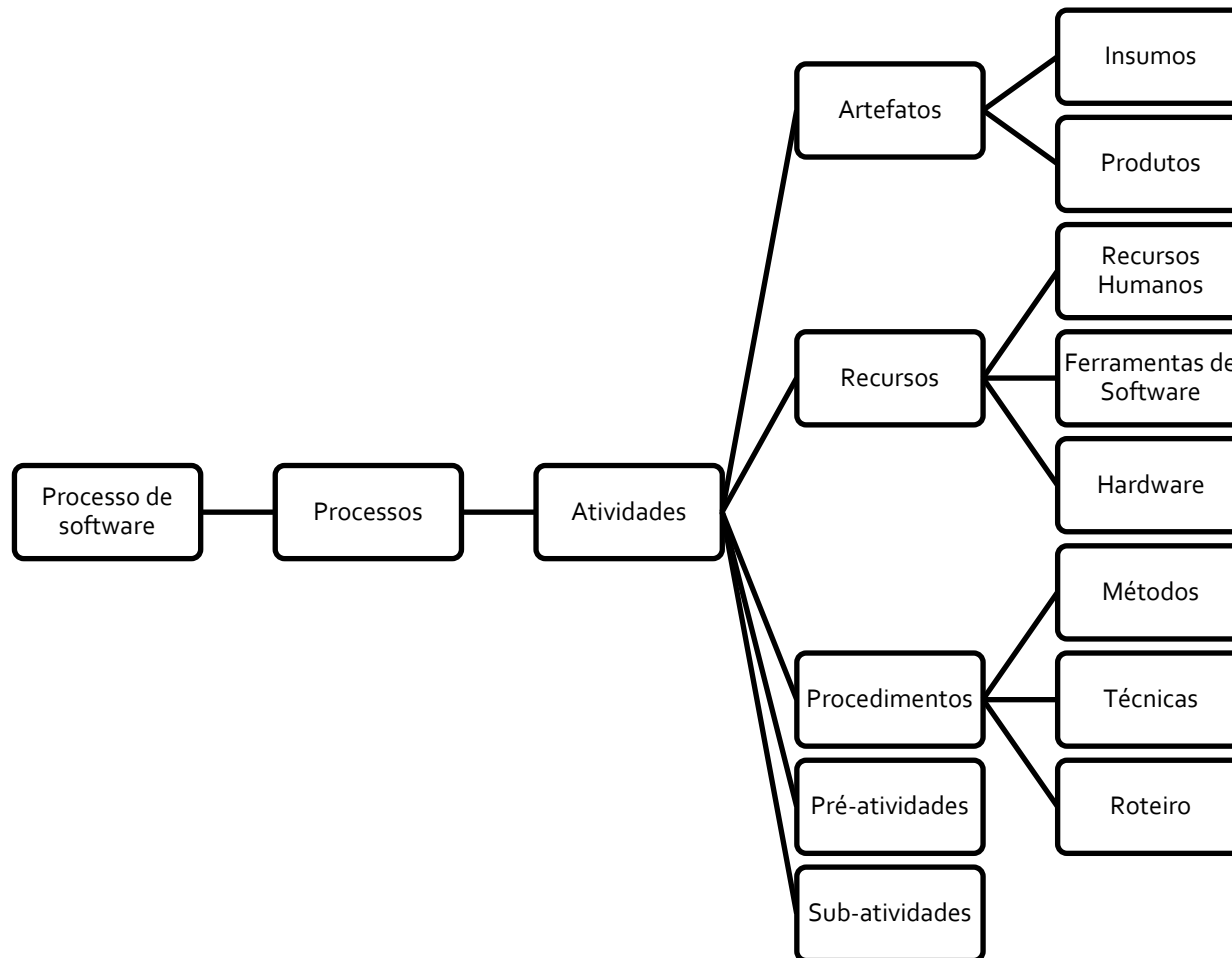 Insumos
Artefatos
Produtos
Recursos
Humanos
Recursos
Ferramentas de
Software
Hardware
Processo de
software
Processos
Atividades
Métodos
Procedimentos
Técnicas
Pré-atividades
Roteiro
Sub-atividades